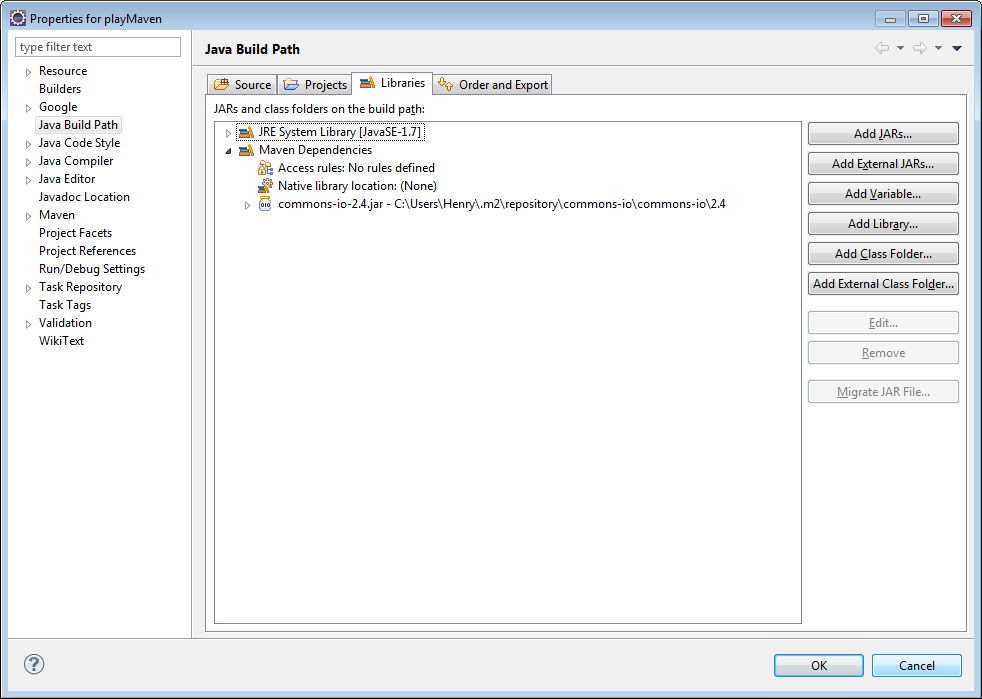 Properties for playMaven
type filter text
Resource
Builders
Google
Java Build Path
Java Code Style
Java Compiler
Java Editor
Javadoc Location
Maven
Project Facets
Project References
Run/Debug Settings
Task Repository
Task Tags
Validation
WikiText
Java Build Path
Source Projects Libraries Order and Export
JARs and class folders on the build path:
JRE System Library [JavaSE-1.7]
Maven Dependencies
Access rules: No rules defined
Native library location: (None)
commons-io-2.4.jar - C:\Users\Henry\.m2\repository\commons-io\commons-io\2.4
Add JARs...
Add External JARs...
Add Variable...
Add Library...
Add Class Folder...
Add External Class Folder...
Edit...
Remove
Migrate JAR File...
?
OK Cancel